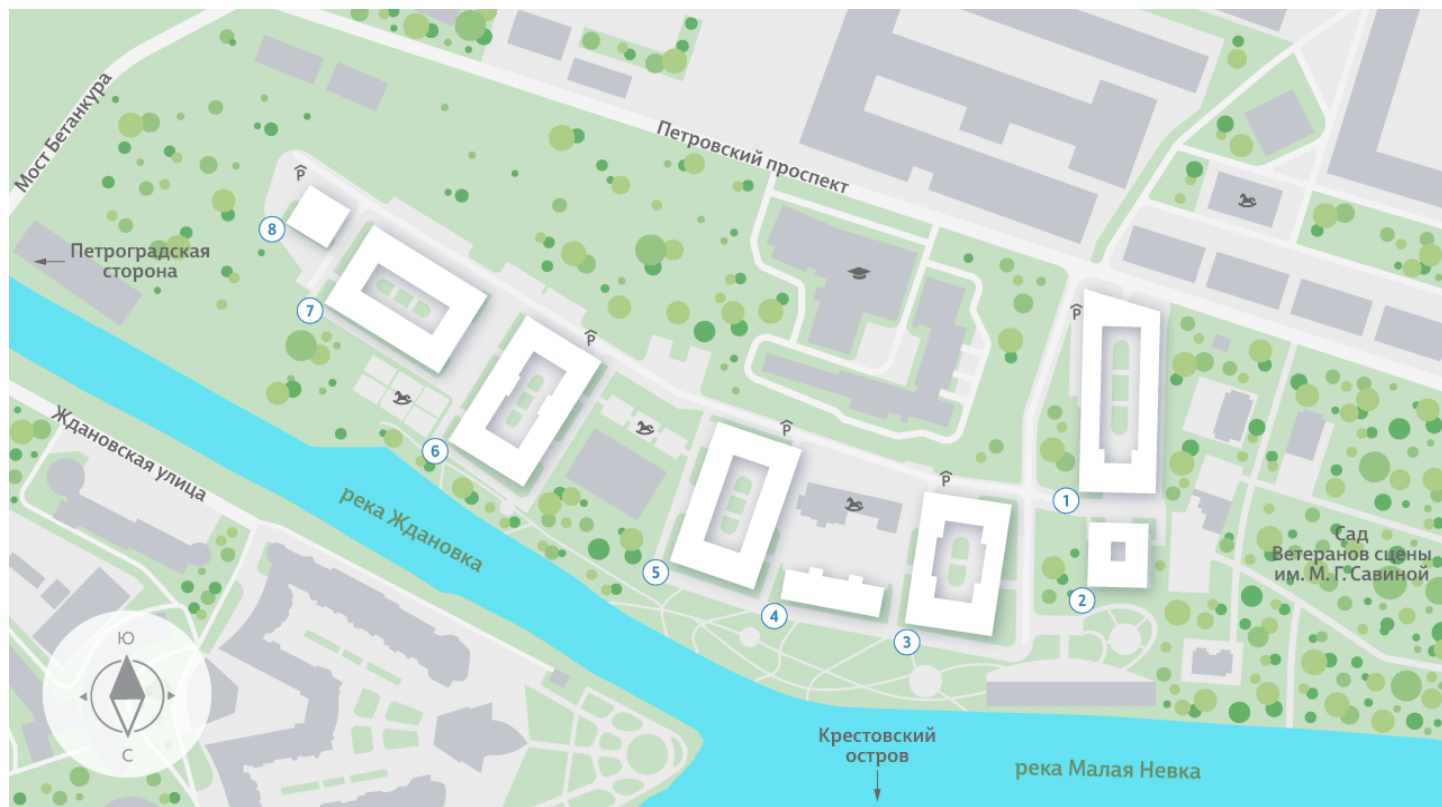 Мост Бетанкура
Петровский проспект
P
8
Петроградская
сторона
7
P
P
6
P
P
1
Ждановская улица
река Ждановка
5
4
3
2
Сад
Ветеранов сцены
им. М. Г. Савиной
Ю
С
Крестовский
остров
река Малая Невка